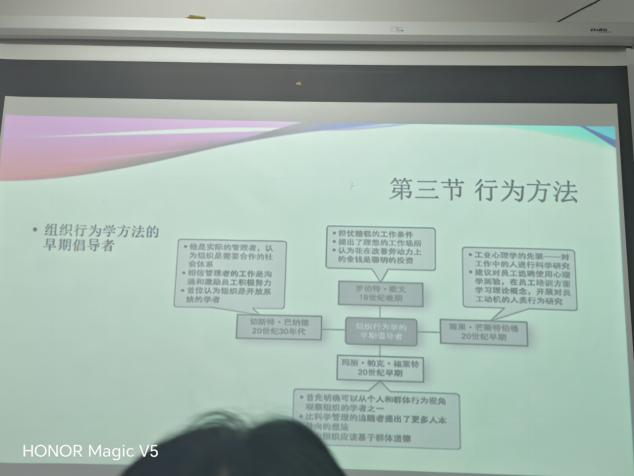 第三节 行为方法
• 组织行为学方法的
早期倡导者
• 他是实际的管理者，认
为组织是需要合作的社
会体系
• 相信管理者的工作是沟
通和激励员工积极努力
• 首位认为组织是开放系
统的学者
切斯特·巴纳德
20世纪30年代
• 担忧糟糕的工作条件
• 提出了理想的工作场所
• 认为花在改善劳动力上
的金钱是聪明的投资
罗伯特·欧文
18世纪晚期
• 工业心理学的先驱——对
工作中的人进行科学研究
• 建议对员工选聘使用心理
学测验，在员工培训方面
学习理论概念，开展对员
工动机的人类行为研究
雨果·芒斯特伯格
20世纪早期
组织行为学的
早期倡导者
玛丽·帕克·福莱特
20世纪早期
• 首先明确可以从个人和群体行为视角
观察组织的学者之一
• 比科学管理的追随者提出了更多人本
导向的想法
组织应该基于群体道德
HONOR Magic V5